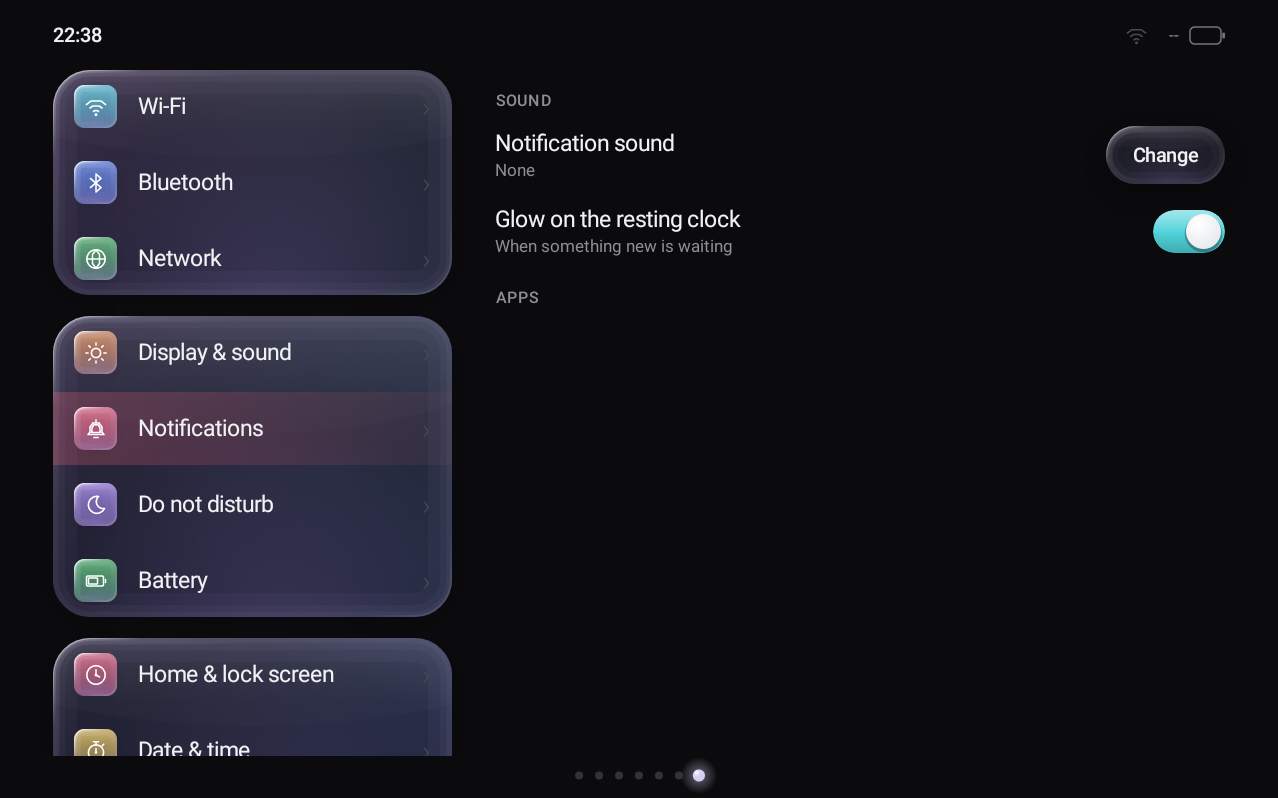 22:38
--
Wi-Fi
Bluetooth
Network
Display & sound
Notifications
Do not disturb
Battery
Home & lock screen
Date & time
SOUND
Notification sound
None
Change
Glow on the resting clock
When something new is waiting
APPS